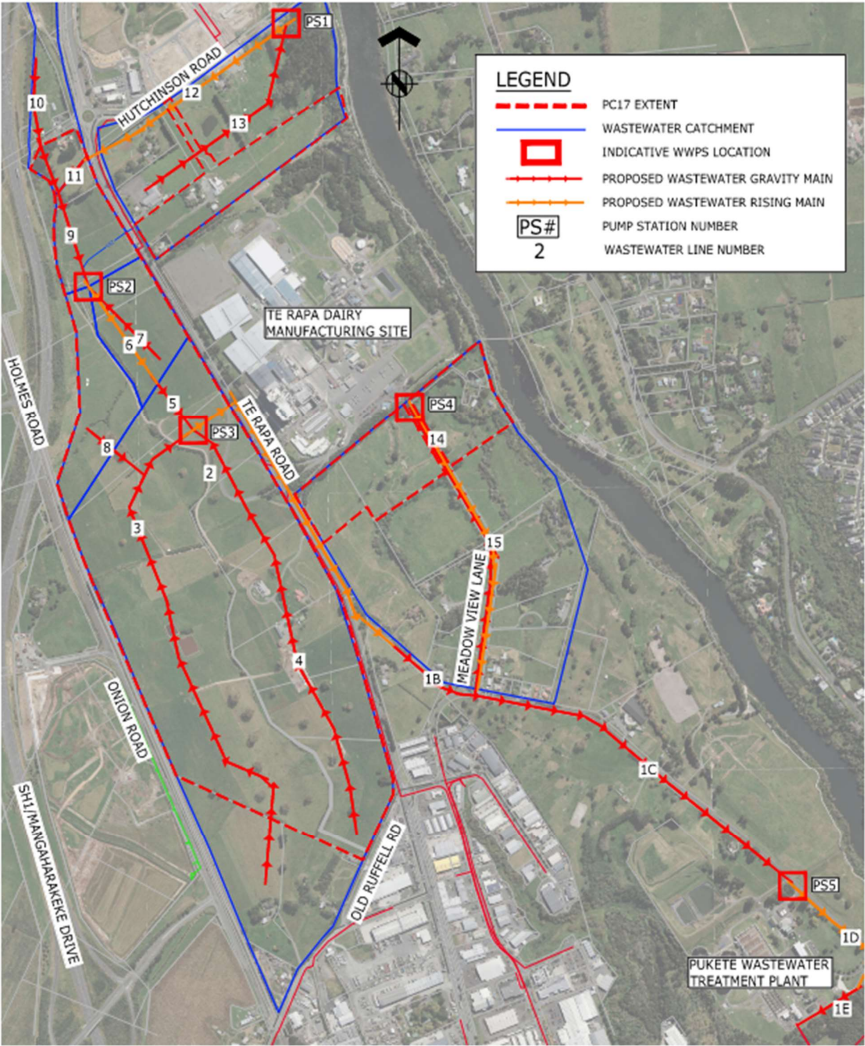 PS1
HUTCHINSON ROAD
10
12
13
11
9
PS2
6
7
5
PS3
8
2
3
4
HOLMES ROAD
TE RAPA DAIRY
MANUFACTURING SITE
TE RAPA ROAD
PS4
14
15
MEADOW VIEW LANE
1B
1C
ONION ROAD
SH1/MANGAHARAKEKE DRIVE
OLD RUFFELL RD
PS5
1D
PUKETE WASTEWATER
TREATMENT PLANT
1E
LEGEND
PC17 EXTENT
WASTEWATER CATCHMENT
INDICATIVE WWPS LOCATION
PROPOSED WASTEWATER GRAVITY MAIN
PROPOSED WASTEWATER RISING MAIN
PS# PUMP STATION NUMBER
2 WASTEWATER LINE NUMBER